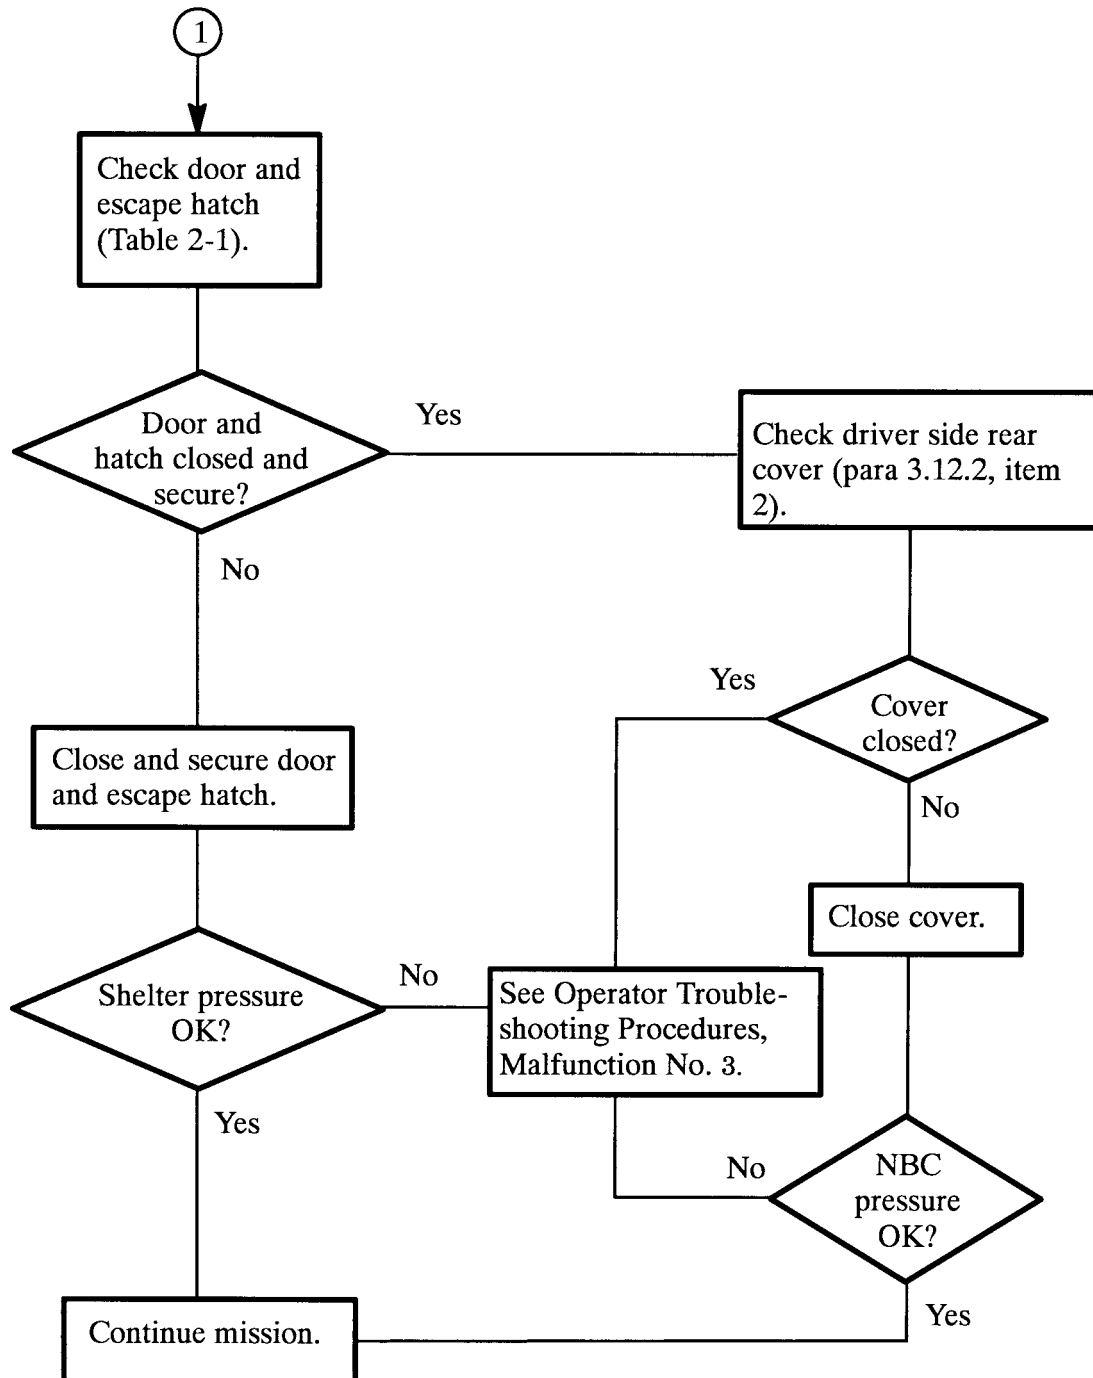 1
Check door and
escape hatch
(Table 2-1).
Door and
hatch closed and
secure?
Yes
Check driver side rear
cover (para 3.12.2, item
2).
No
Yes
Cover
closed?
Close and secure door
and escape hatch.
No
Close cover.
Shelter pressure
OK?
No
See Operator Trouble-
shooting Procedures,
Malfunction No. 3.
Yes
No
NBC
pressure
OK?
Continue mission.
Yes